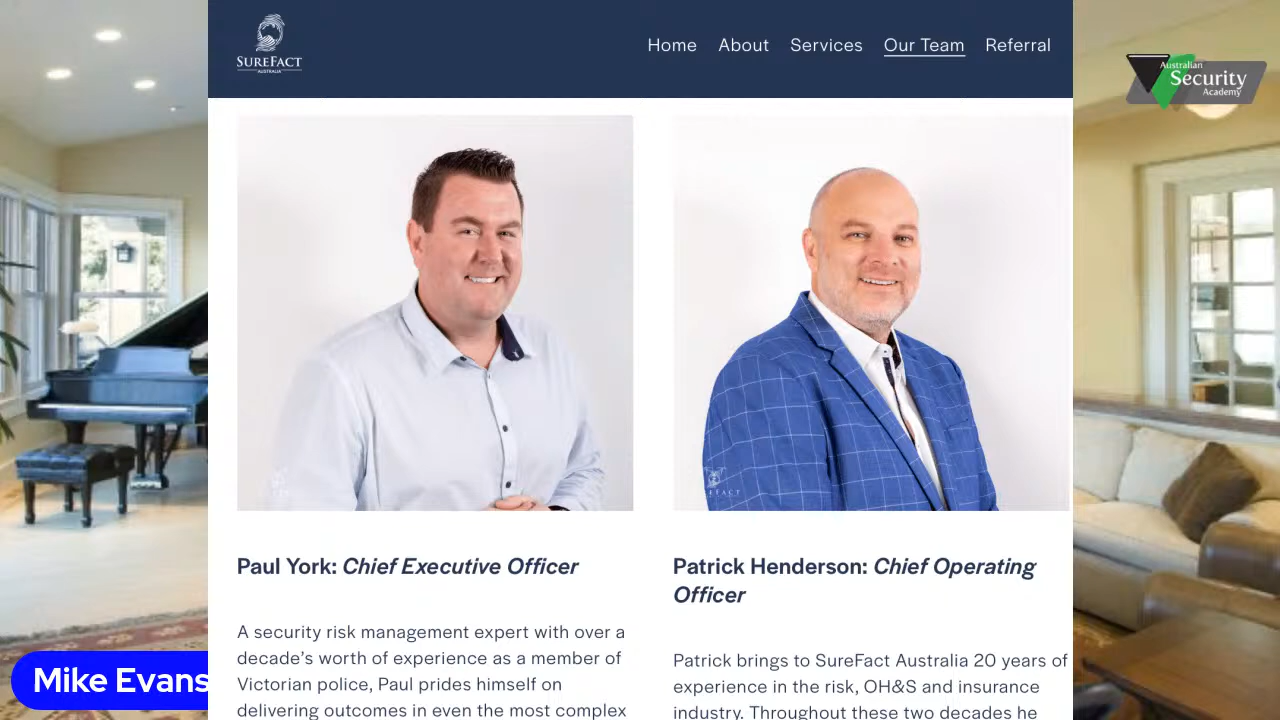 SUREFACT
AUSTRALIA
Home About Services Our Team Referral
Australian
Security
Academy
Paul York: Chief Executive Officer
A security risk management expert with over a
decade’s worth of experience as a member of
Victorian police, Paul prides himself on
delivering outcomes in even the most complex
Patrick Henderson: Chief Operating
Officer
Patrick brings to SureFact Australia 20 years of
experience in the risk, OH&S and insurance
industry. Throughout these two decades he
Mike Evans